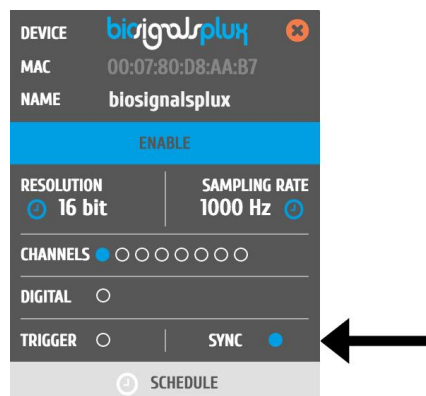 DEVICE biosignalsplux
MAC 00:07:80:D8:AA:B7
NAME biosignalsplux
ENABLE
RESOLUTION SAMPLING RATE
16 bit 1000 Hz
CHANNELS
DIGITAL
TRIGGER SYNC
SCHEDULE